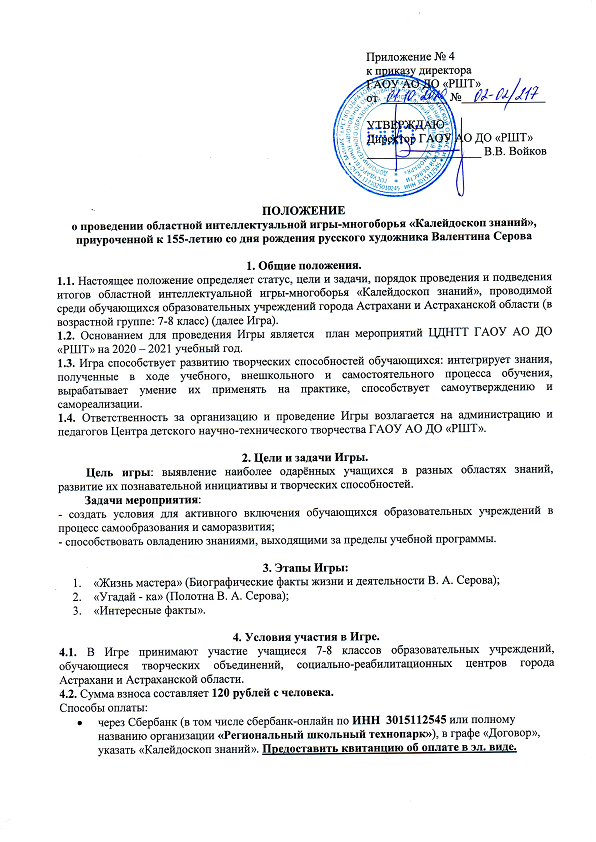 Приложение № 4
к приказу директора
ГАОУ АО ДО «РШТ»
от 01.10.2020 № 02-02/217
УТВЕРЖДАЮ
Директор ГАОУ АО ДО «РШТ»
В.В. Войков
ПОЛОЖЕНИЕ
о проведении областной интеллектуальной игры-многоборья «Калейдоскоп знаний»,
приуроченной к 155-летию со дня рождения русского художника Валентина Серова
1. Общие положения.
1.1. Настоящее положение определяет статус, цели и задачи, порядок проведения и подведения
итогов областной интеллектуальной игры-многоборья «Калейдоскоп знаний», проводимой
среди обучающихся образовательных учреждений города Астрахани и Астраханской области (в
возрастной группе: 7-8 класс) (далее Игра).
1.2. Основанием для проведения Игры является план мероприятий ЦДНТТ ГАОУ АО ДО
«РШТ» на 2020 – 2021 учебный год.
1.3. Игра способствует развитию творческих способностей обучающихся: интегрирует знания,
полученные в ходе учебного, внешкольного и самостоятельного процесса обучения,
вырабатывает умение их применять на практике, способствует самоутверждению и
самореализации.
1.4. Ответственность за организацию и проведение Игры возлагается на администрацию и
педагогов Центра детского научно-технического творчества ГАОУ АО ДО «РШТ».
2. Цели и задачи Игры.
Цель игры: выявление наиболее одарённых учащихся в разных областях знаний,
развитие их познавательной инициативы и творческих способностей.
Задачи мероприятия:
- создать условия для активного включения обучающихся образовательных учреждений в
процесс самообразования и саморазвития;
- способствовать овладению знаниями, выходящими за пределы учебной программы.
3. Этапы Игры:
1. «Жизнь мастера» (Биографические факты жизни и деятельности В. А. Серова);
2. «Угадай - ка» (Полотна В. А. Серова);
3. «Интересные факты».
4. Условия участия в Игре.
4.1. В Игре принимают участие учащиеся 7-8 классов образовательных учреждений,
обучающиеся творческих объединений, социально-реабилитационных центров города
Астрахани и Астраханской области.
4.2. Сумма взноса составляет 120 рублей с человека.
Способы оплаты:
• через Сбербанк (в том числе сбербанк-онлайн по ИНН 3015112545 или полному
названию организации «Региональный школьный технопарк»), в графе «Договор»,
указать «Калейдоскоп знаний». Предоставить квитанцию об оплате в эл. виде.